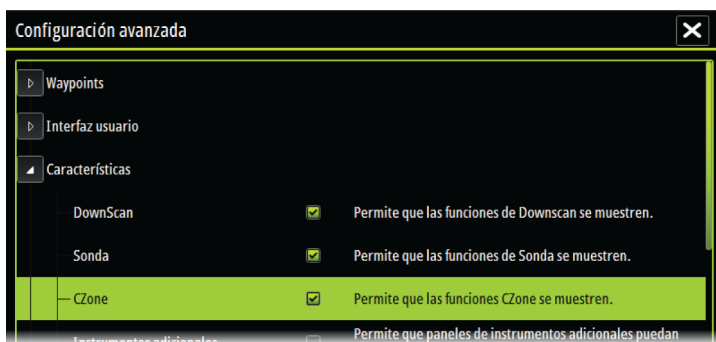 Configuración avanzada
Waypoints
Interfaz usuario
Características
DownScan Permite que las funciones de Downscan se muestren.
Sonda Permite que las funciones de Sonda se muestren.
CZone Permite que las funciones CZone se muestren.
Instrumentos adicionales Permite que paneles de instrumentos adicionales puedan